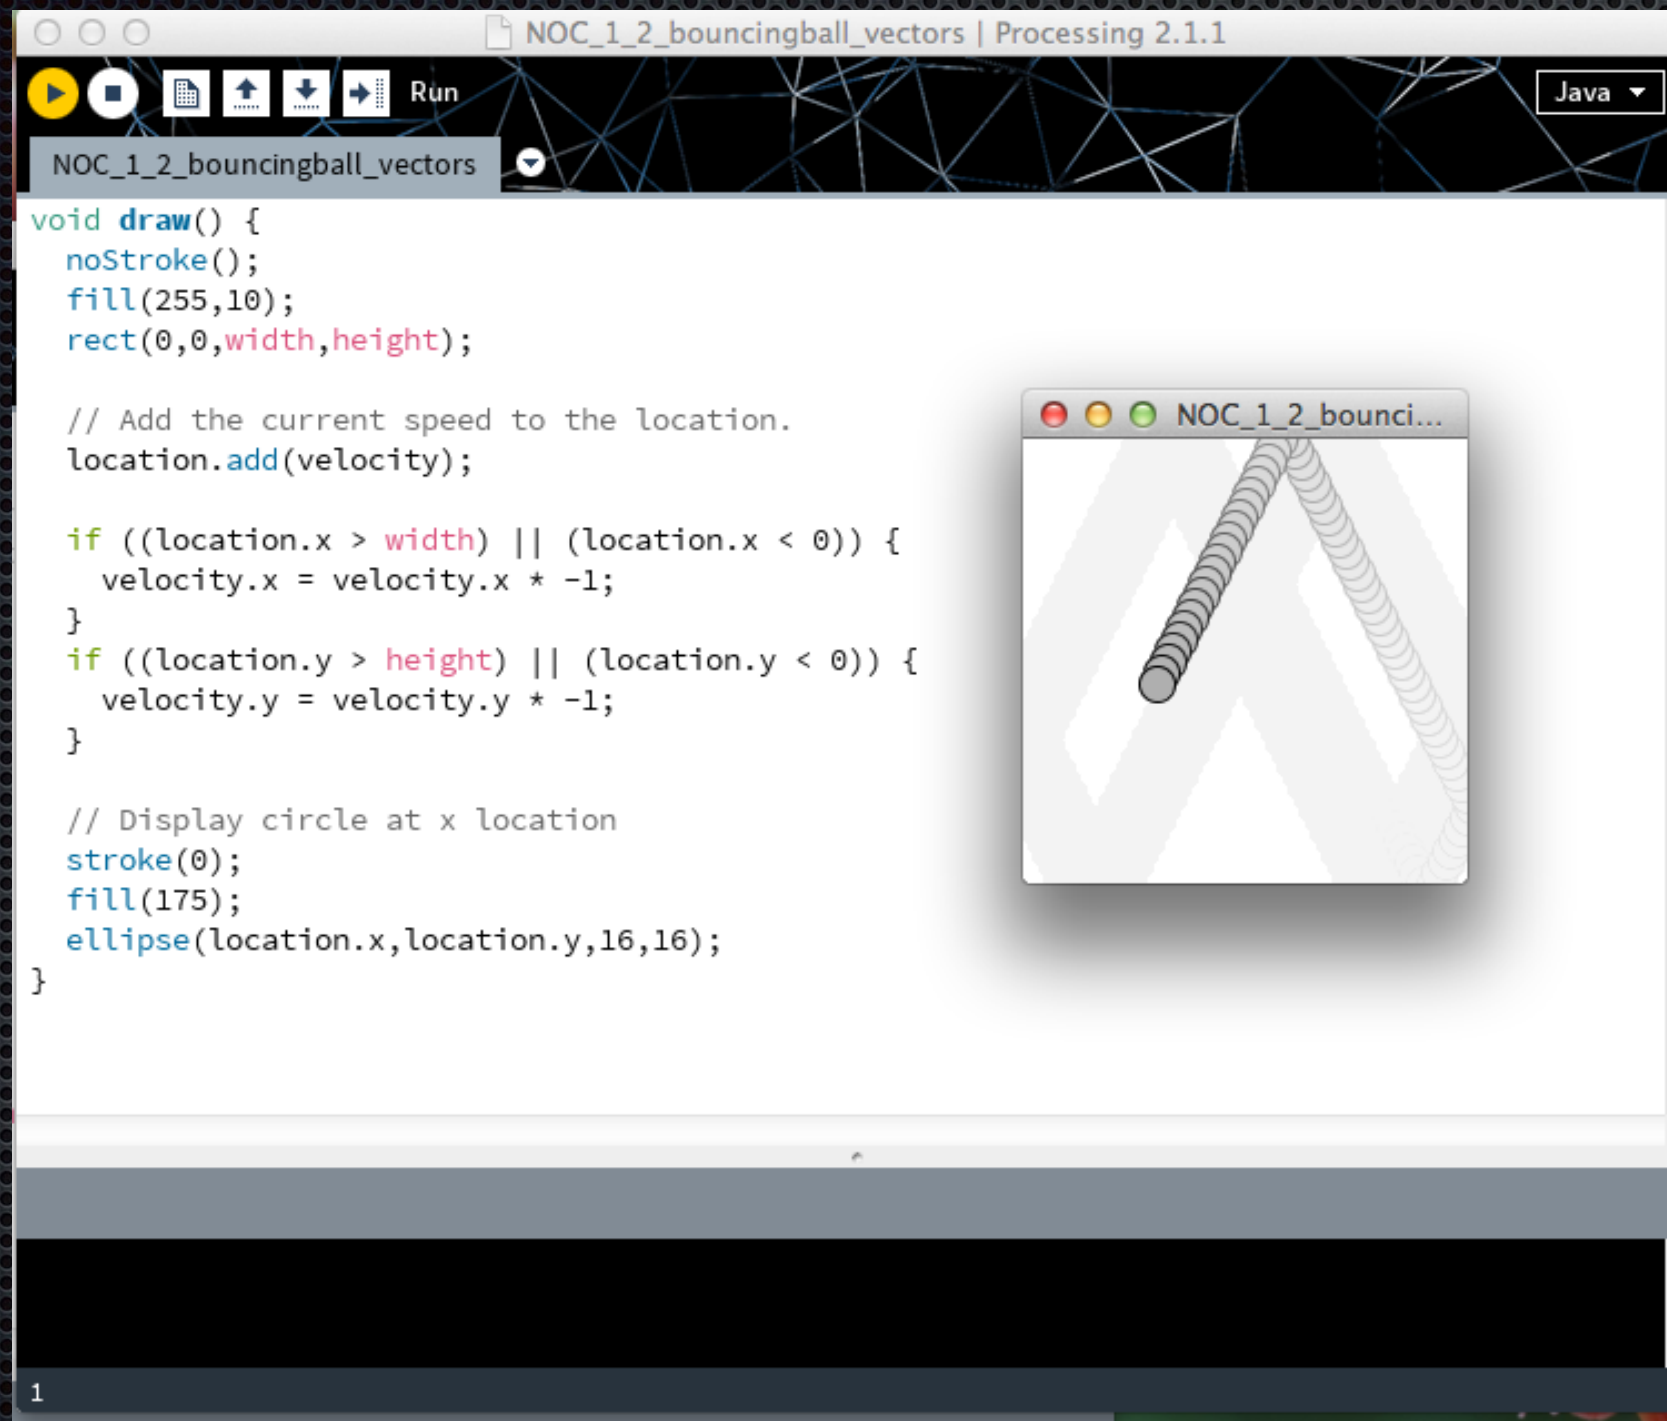 NOC_1_2_bouncingball_vectors | Processing 2.1.1
Run
Java
NOC_1_2_bouncingball_vectors
void draw() {
  noStroke();
  fill(255,10);
  rect(0,0,width,height);

  // Add the current speed to the location.
  location.add(velocity);

  if ((location.x > width) || (location.x < 0)) {
    velocity.x = velocity.x * -1;
  }
  if ((location.y > height) || (location.y < 0)) {
    velocity.y = velocity.y * -1;
  }

  // Display circle at x location
  stroke(0);
  fill(175);
  ellipse(location.x,location.y,16,16);
}
NOC_1_2_bounci...
1